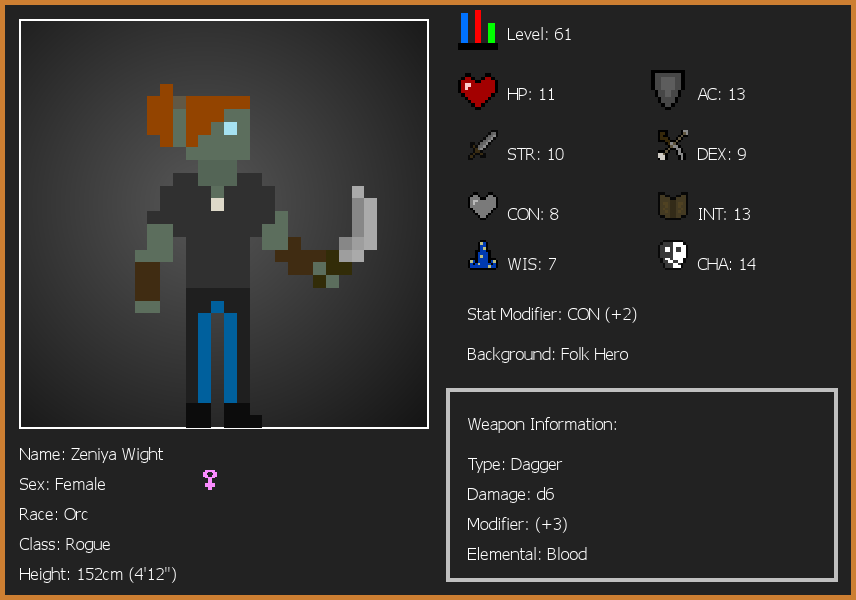 Level: 61
HP: 11
AC: 13
STR: 10
DEX: 9
CON: 8
INT: 13
WIS: 7
CHA: 14
Stat Modifier: CON (+2)
Background: Folk Hero
Weapon Information:
Type: Dagger
Damage: d6
Modifier: (+3)
Elemental: Blood
Name: Zeniya Wight
Sex: Female
Race: Orc
Class: Rogue
Height: 152cm (4'12")